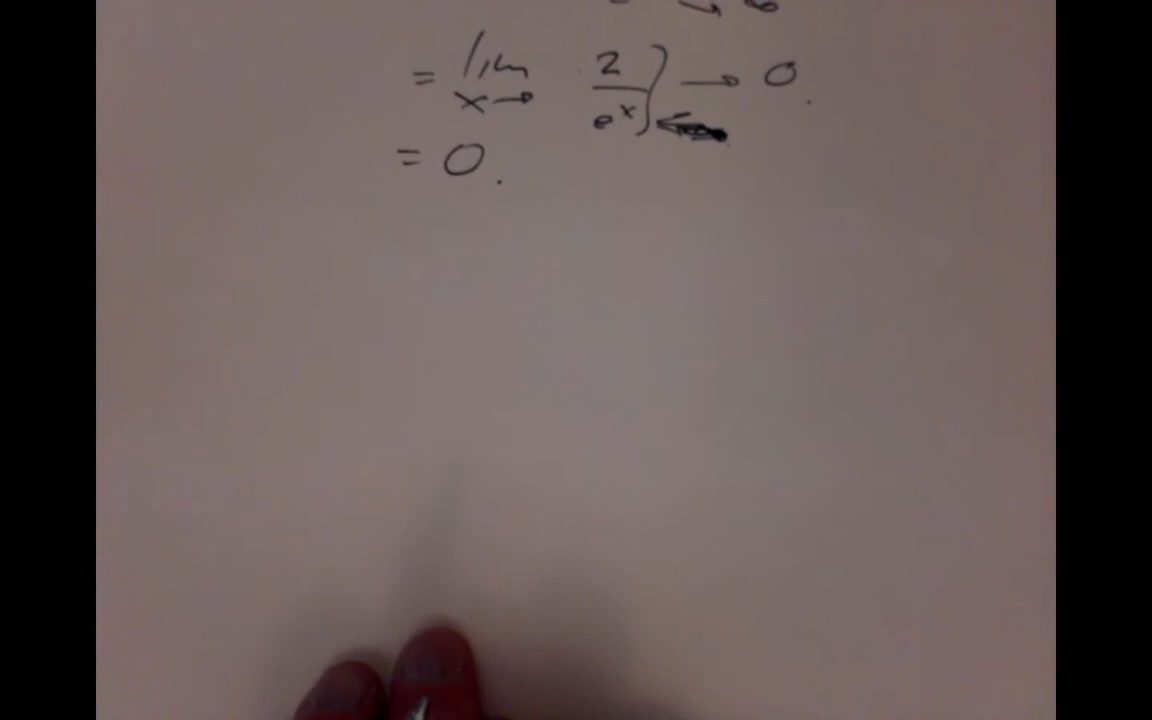 → ∞
= lim x→ 2/e^x } → 0.
= 0.